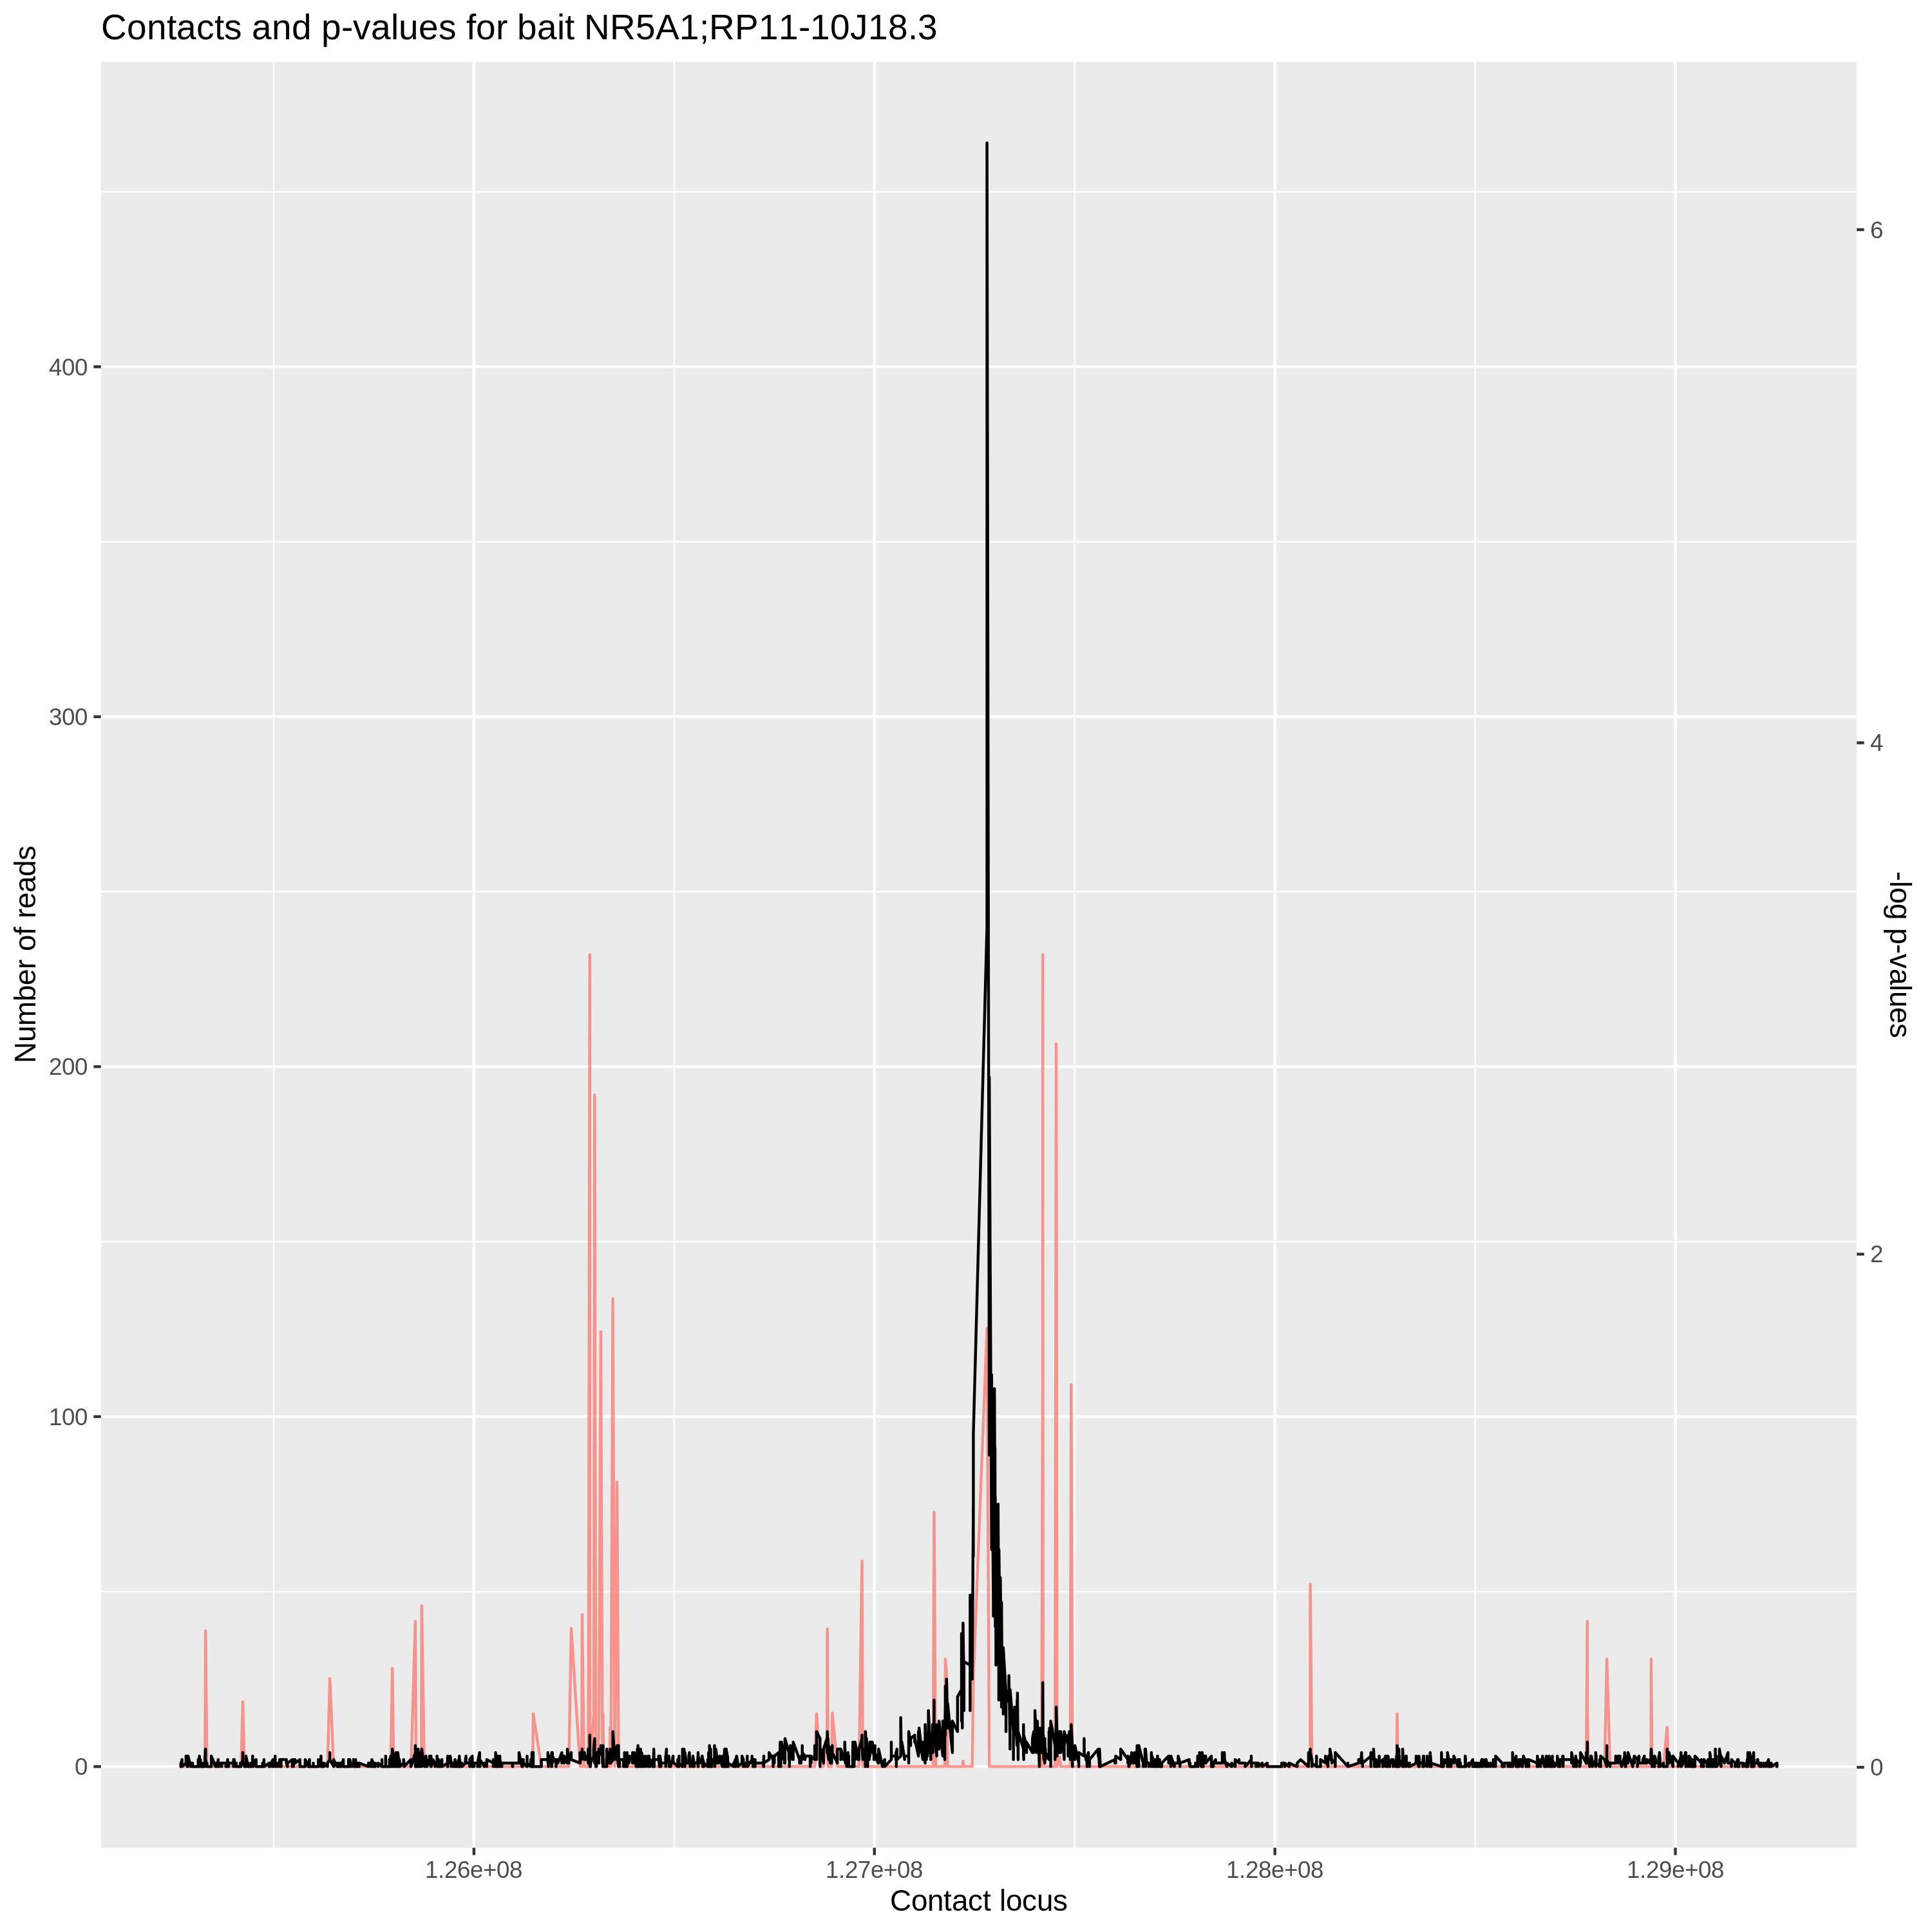 Contacts and p-values for bait NR5A1;RP11-10J18.3
Number of reads
400
300
200
100
0
6
4
2
0
-log p-values
1.26e+08 1.27e+08 1.28e+08 1.29e+08
Contact locus